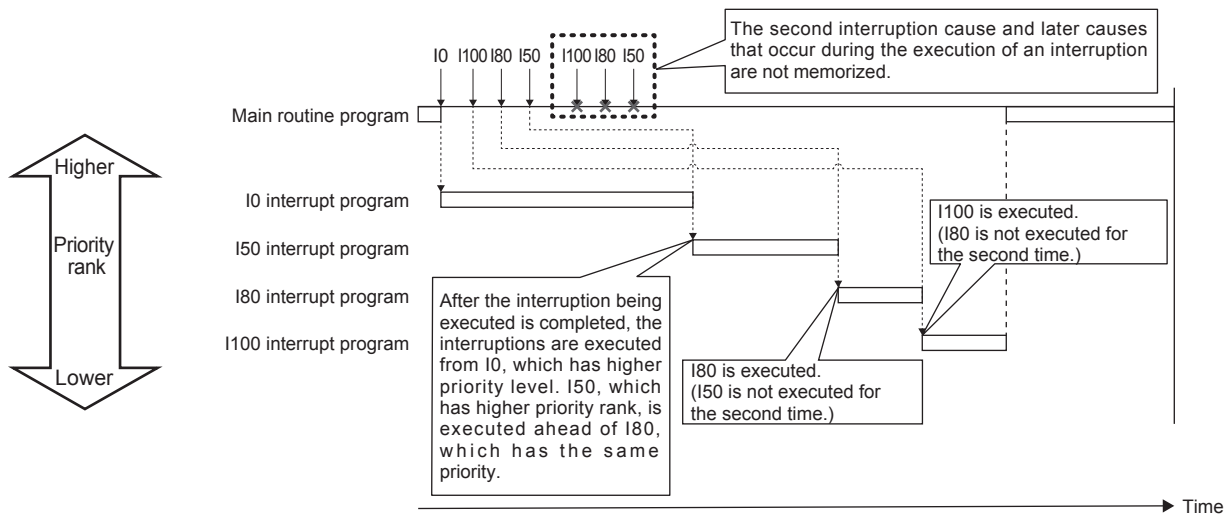 The second interruption cause and later causes
that occur during the execution of an interruption
are not memorized.
I0 I100 I80 I50 I100 I80 I50
Main routine program
Higher
Priority
rank
Lower
I0 interrupt program
I50 interrupt program
I80 interrupt program
I100 interrupt program
I100 is executed.
(I80 is not executed for
the second time.)
After the interruption being
executed is completed, the
interruptions are executed
from I0, which has higher
priority level. I50, which
has higher priority rank, is
executed ahead of I80,
which has the same
priority.
I80 is executed.
(I50 is not executed for
the second time.)
Time